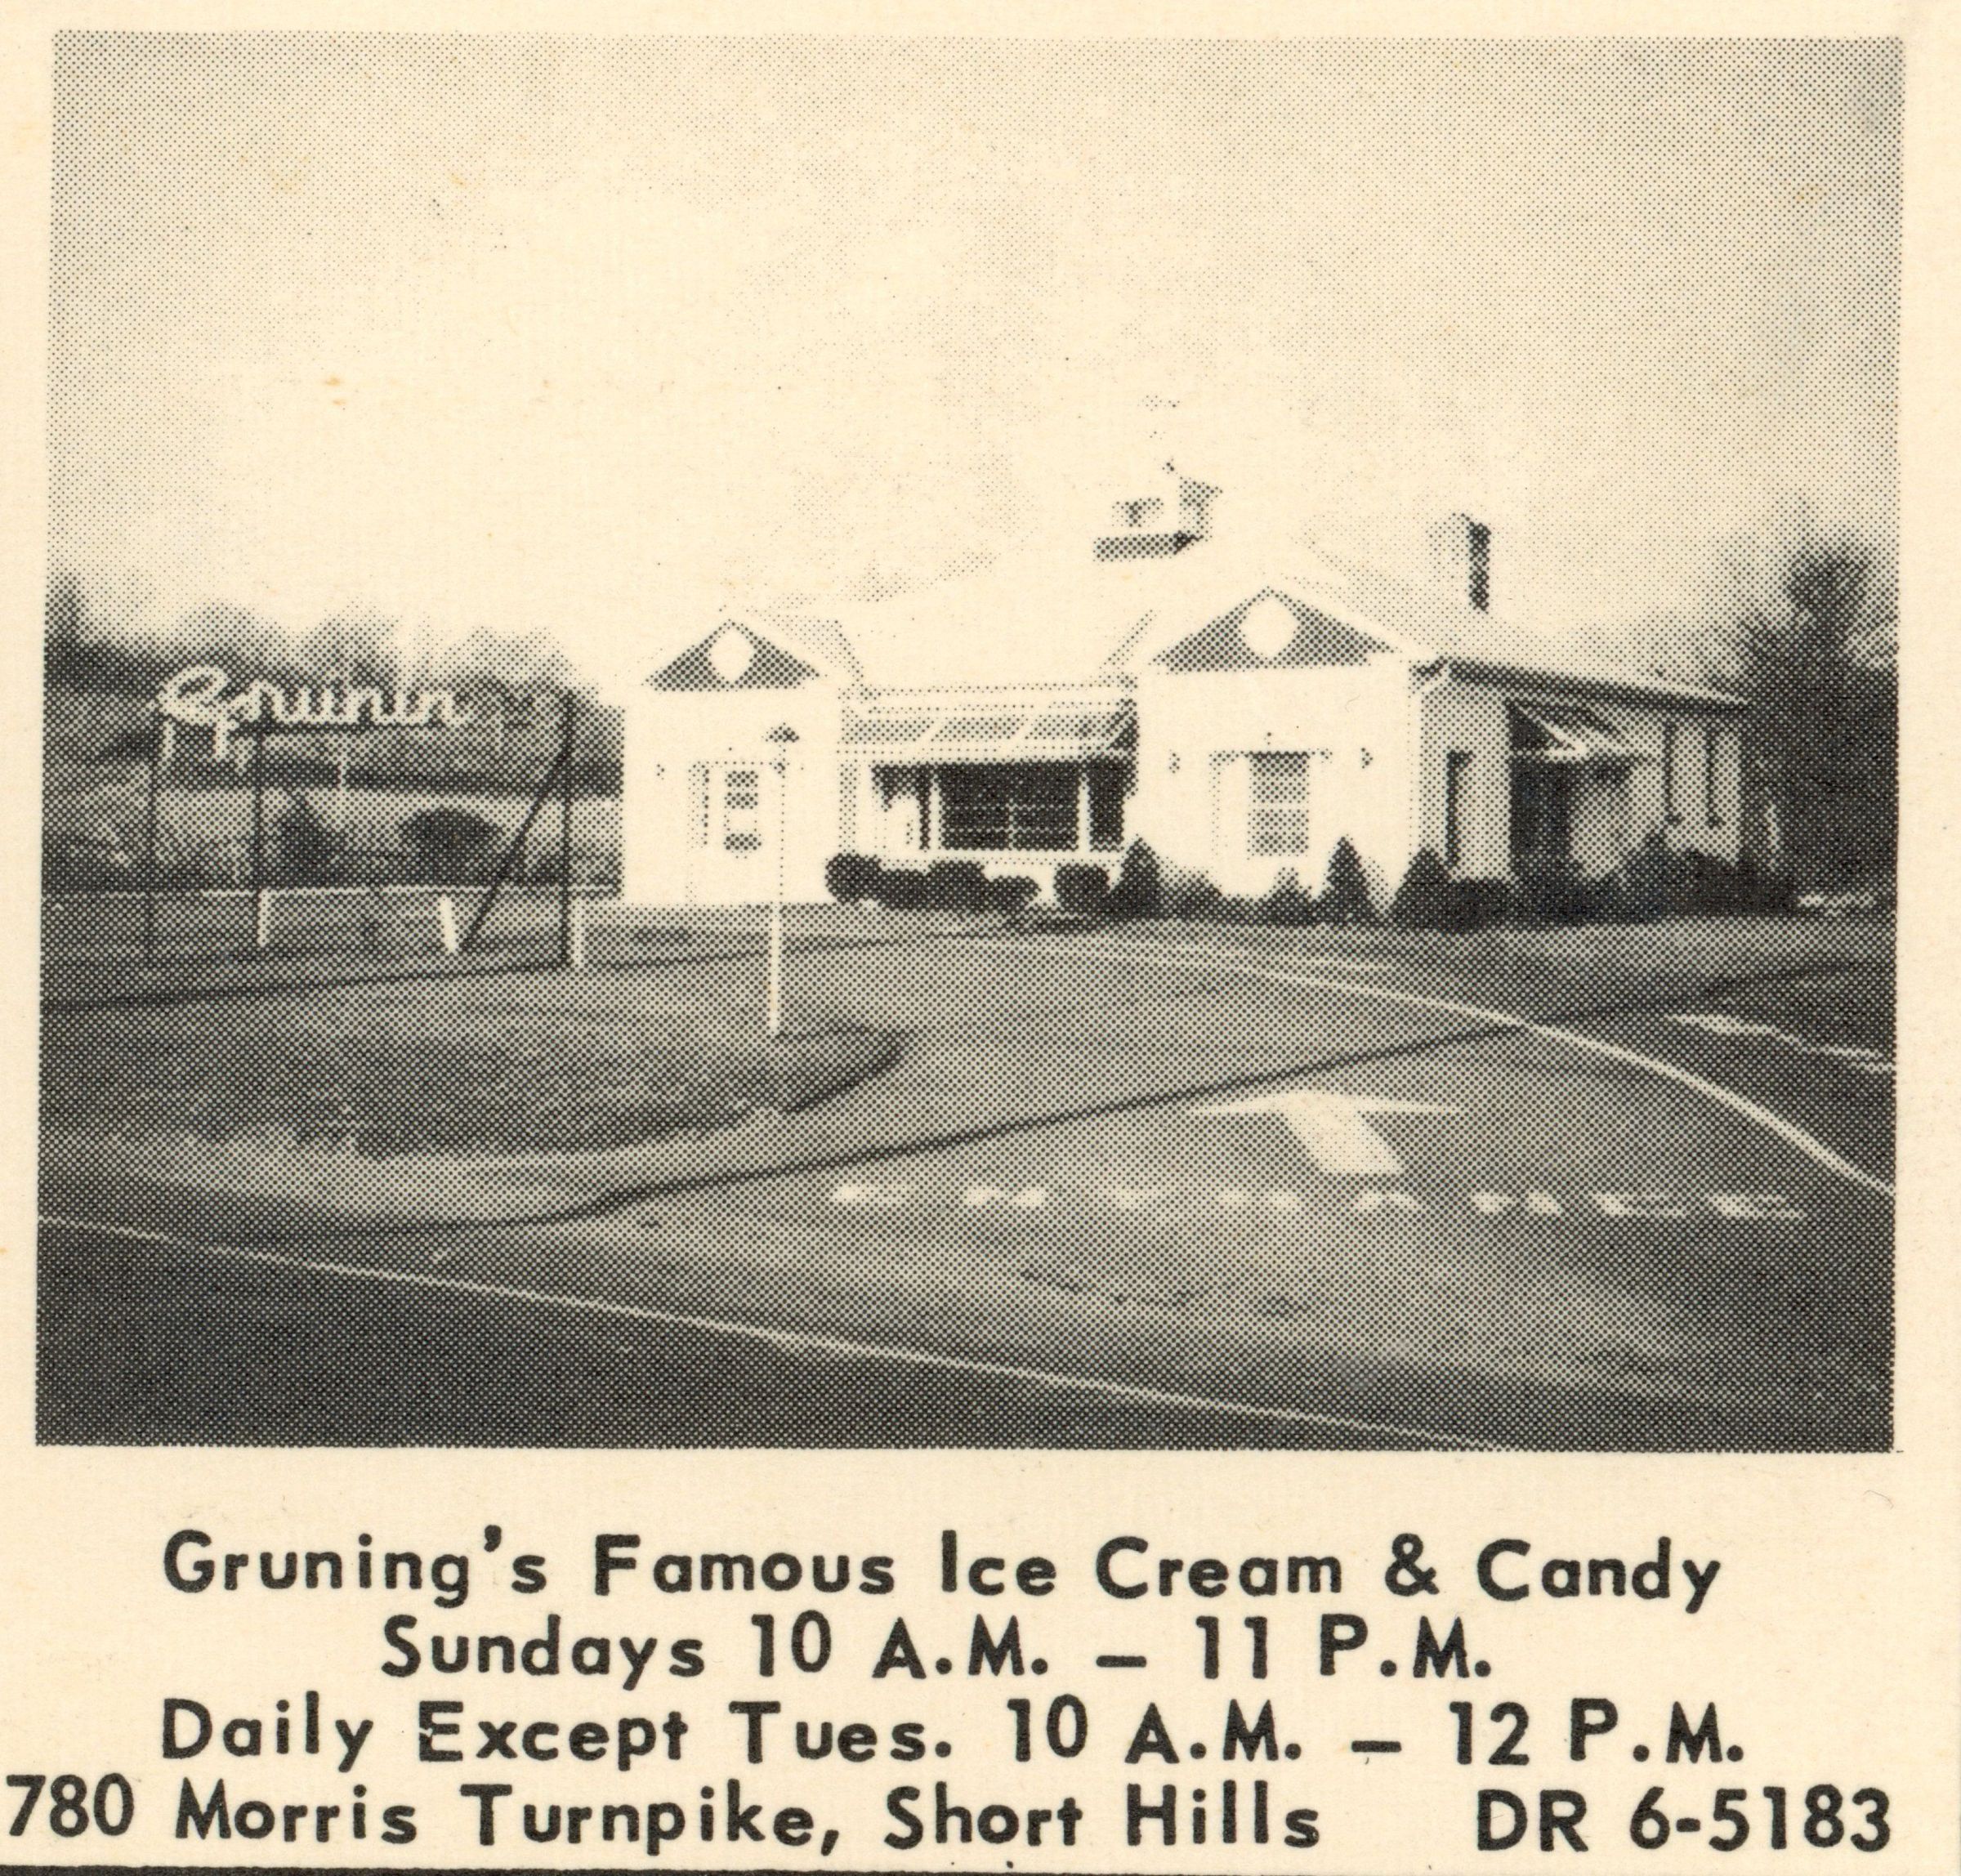 Grunin
Gruning's Famous Ice Cream & Candy
Sundays 10 A.M. – 11 P.M.
Daily Except Tues. 10 A.M. – 12 P.M.
780 Morris Turnpike, Short Hills DR 6-5183